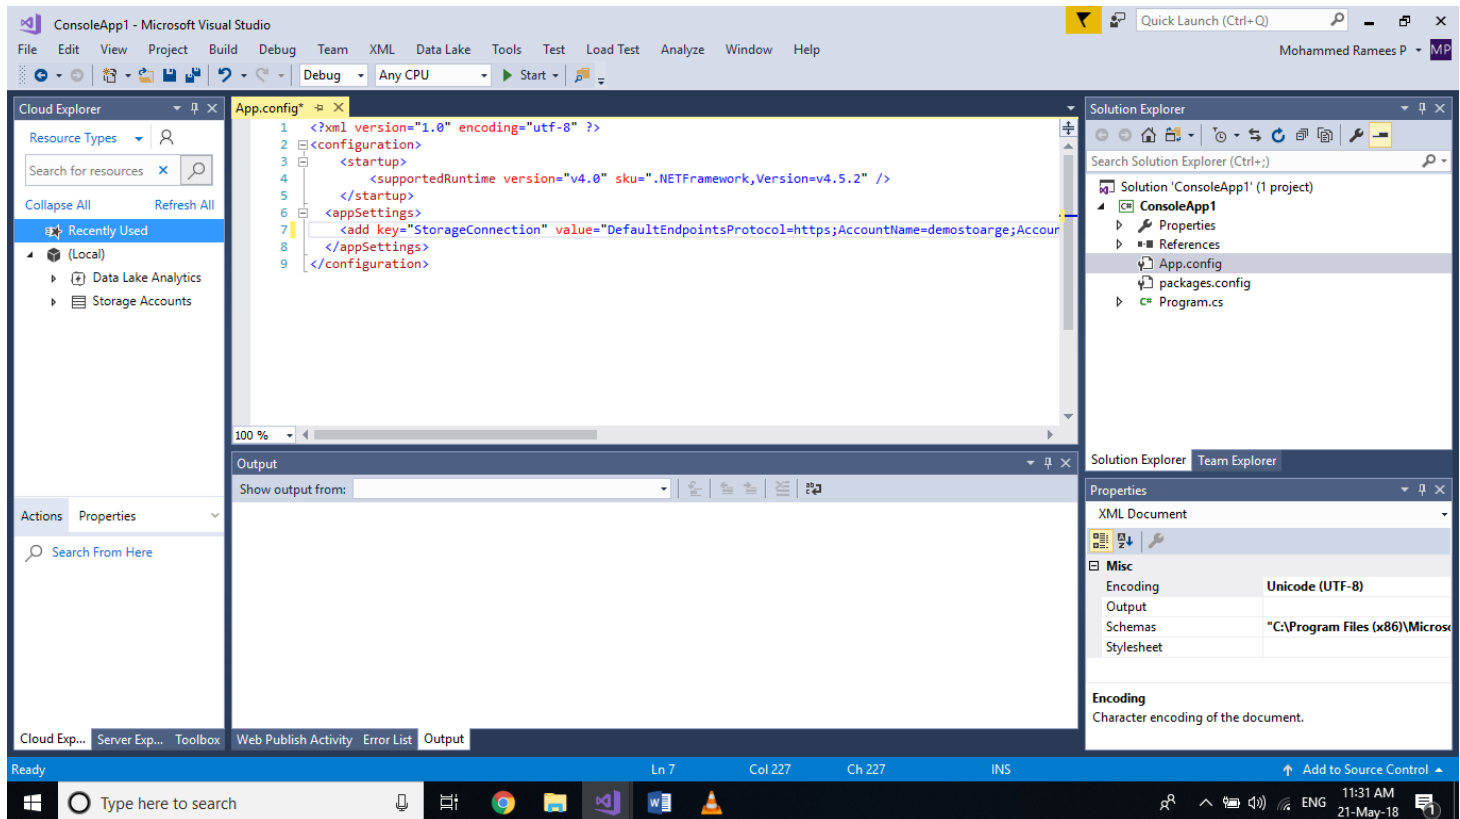 ConsoleApp1 - Microsoft Visual Studio
Quick Launch (Ctrl+Q)
File Edit View Project Build Debug Team XML Data Lake Tools Test Load Test Analyze Window Help
Mohammed Ramees P MP
Debug Any CPU Start
Cloud Explorer
Resource Types
Search for resources
Collapse All Refresh All
Recently Used
(Local)
Data Lake Analytics
Storage Accounts
Actions Properties
Search From Here
Cloud Exp... Server Exp... Toolbox
App.config*
1 <?xml version="1.0" encoding="utf-8" ?>
2 <configuration>
3 <startup>
4 <supportedRuntime version="v4.0" sku=".NETFramework,Version=v4.5.2" />
5 </startup>
6 <appSettings>
7 <add key="StorageConnection" value="DefaultEndpointsProtocol=https;AccountName=demostoarge;Accour
8 </appSettings>
9 </configuration>
100 %
Output
Show output from:
Web Publish Activity Error List Output
Solution Explorer
Search Solution Explorer (Ctrl+;)
Solution 'ConsoleApp1' (1 project)
C# ConsoleApp1
Properties
References
App.config
packages.config
C# Program.cs
Solution Explorer Team Explorer
Properties
XML Document
Misc
Encoding Unicode (UTF-8)
Output
Schemas "C:\Program Files (x86)\Microso
Stylesheet
Encoding
Character encoding of the document.
Ready Ln 7 Col 227 Ch 227 INS Add to Source Control
Type here to search
ENG
11:31 AM
21-May-18
1